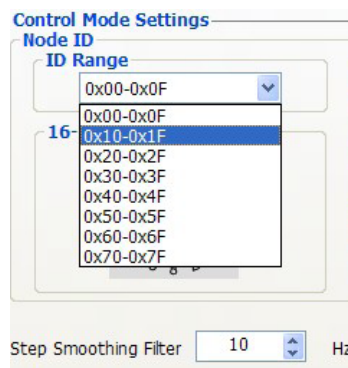 Control Mode Settings
Node ID
ID Range
0x00-0x0F
0x00-0x0F
16-
0x10-0x1F
0x20-0x2F
0x30-0x3F
0x40-0x4F
0x50-0x5F
0x60-0x6F
0x70-0x7F
Step Smoothing Filter 10 Hz